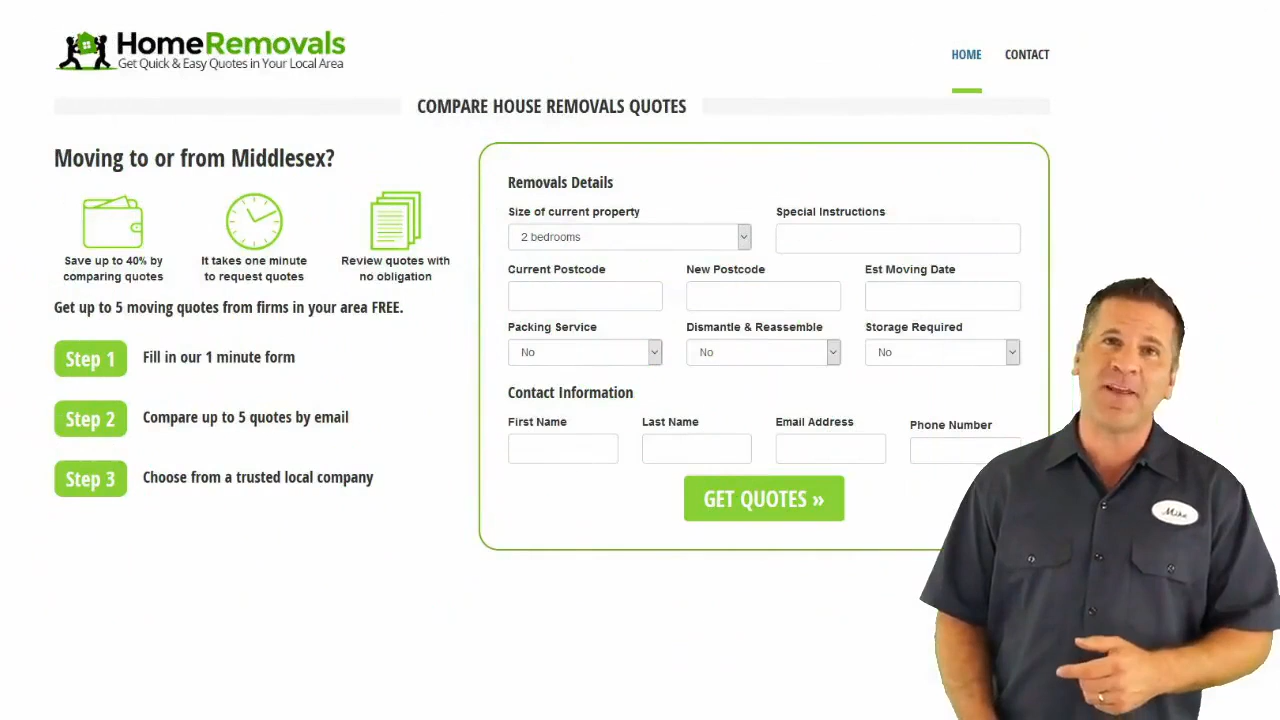 HomeRemovals
Get Quick & Easy Quotes in Your Local Area
HOME CONTACT
COMPARE HOUSE REMOVALS QUOTES
Moving to or from Middlesex?
Save up to 40% by
comparing quotes
It takes one minute
to request quotes
Review quotes with
no obligation
Get up to 5 moving quotes from firms in your area FREE.
Step 1 Fill in our 1 minute form
Step 2 Compare up to 5 quotes by email
Step 3 Choose from a trusted local company
Removals Details
Size of current property Special Instructions
2 bedrooms
Current Postcode New Postcode Est Moving Date
Packing Service Dismantle & Reassemble Storage Required
No No No
Contact Information
First Name Last Name Email Address Phone Number
GET QUOTES »
Mike